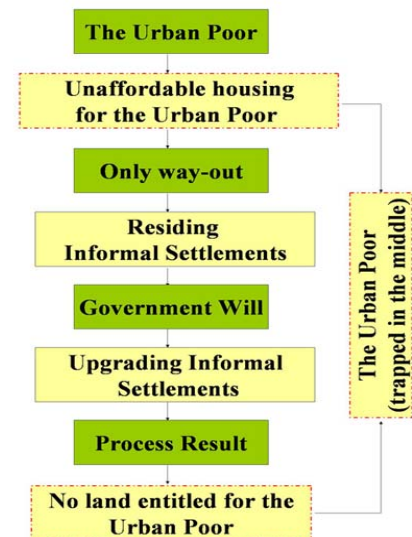 The Urban Poor
Unaffordable housing
for the Urban Poor
Only way-out
Residing
Informal Settlements
Government Will
Upgrading Informal
Settlements
Process Result
No land entitled for the
Urban Poor
The Urban Poor
(trapped in the middle)